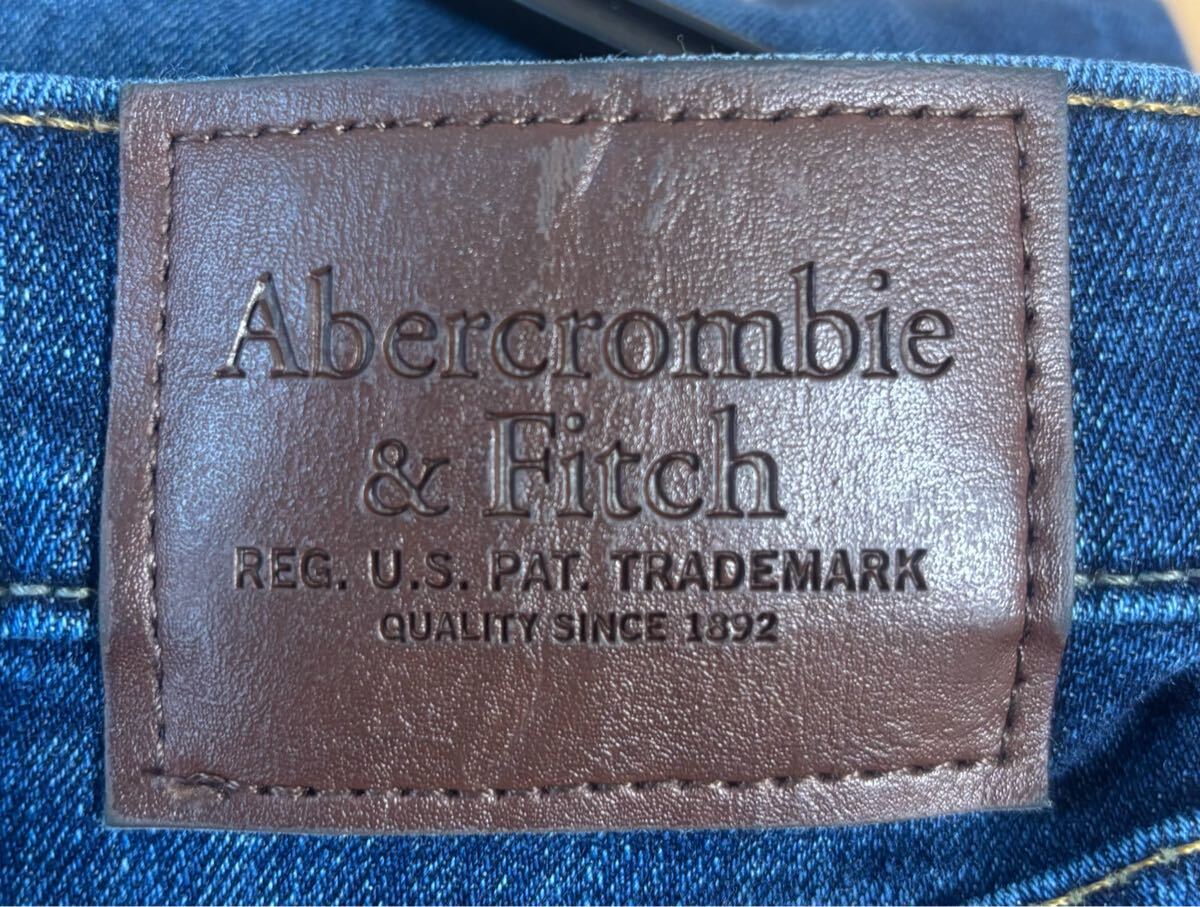 Abercrombie
& Fitch
REG. U.S. PAT. TRADEMARK
QUALITY SINCE 1892